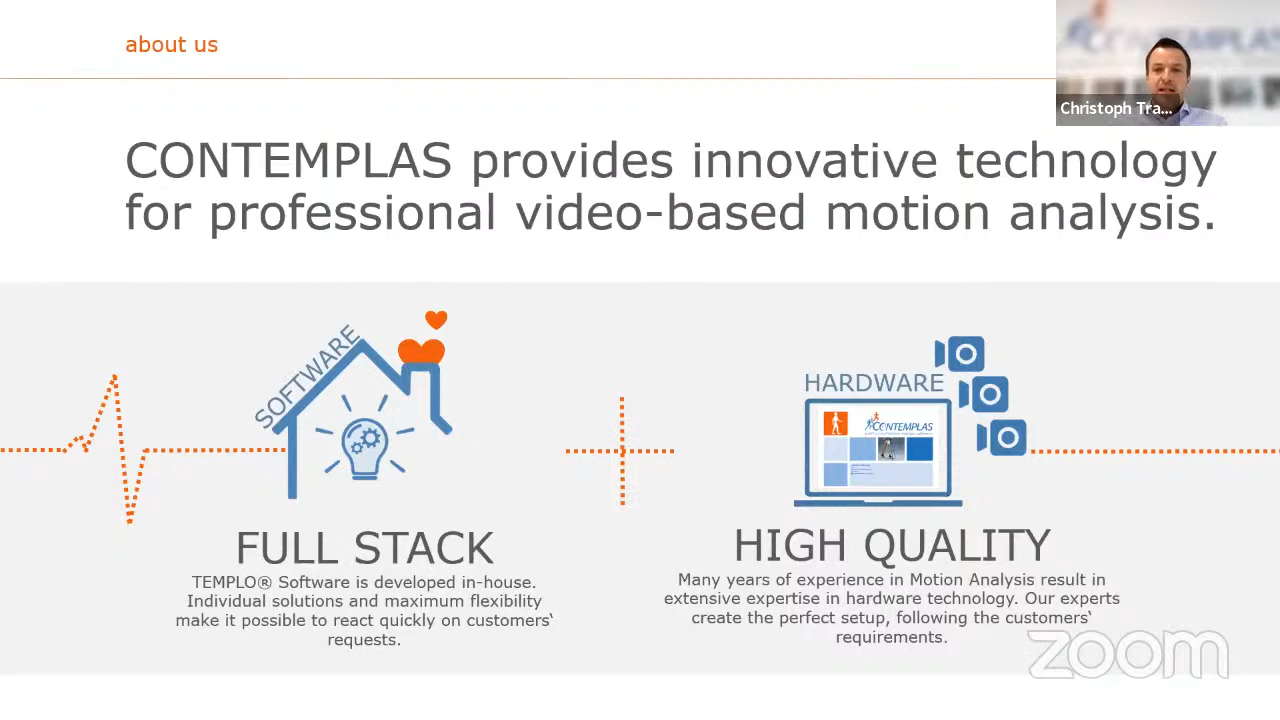 about us
CONTEMPLAS
Christoph Tra...
CONTEMPLAS provides innovative technology
for professional video-based motion analysis.
SOFTWARE
HARDWARE
CONTEMPLAS
FULL STACK
TEMPLO® Software is developed in-house.
Individual solutions and maximum flexibility
make it possible to react quickly on customers‘
requests.
HIGH QUALITY
Many years of experience in Motion Analysis result in
extensive expertise in hardware technology. Our experts
create the perfect setup, following the customers‘
requirements.
zoom